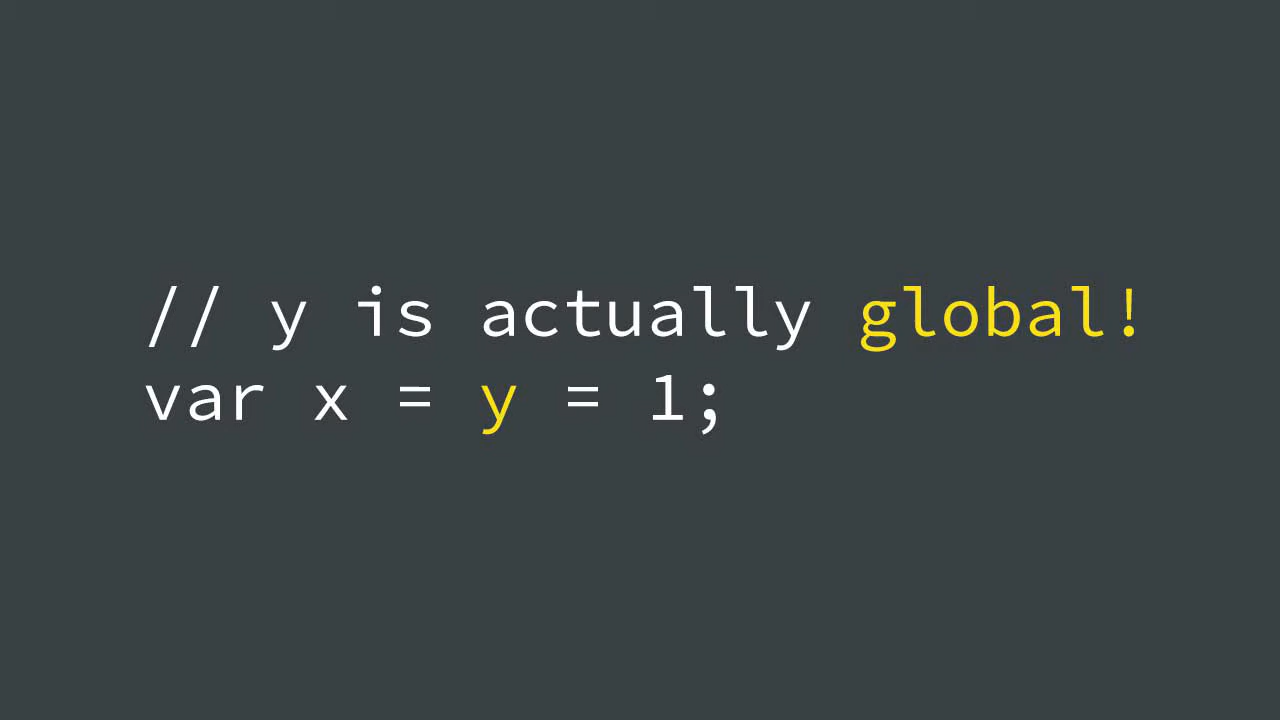 // y is actually global!
var x = y = 1;